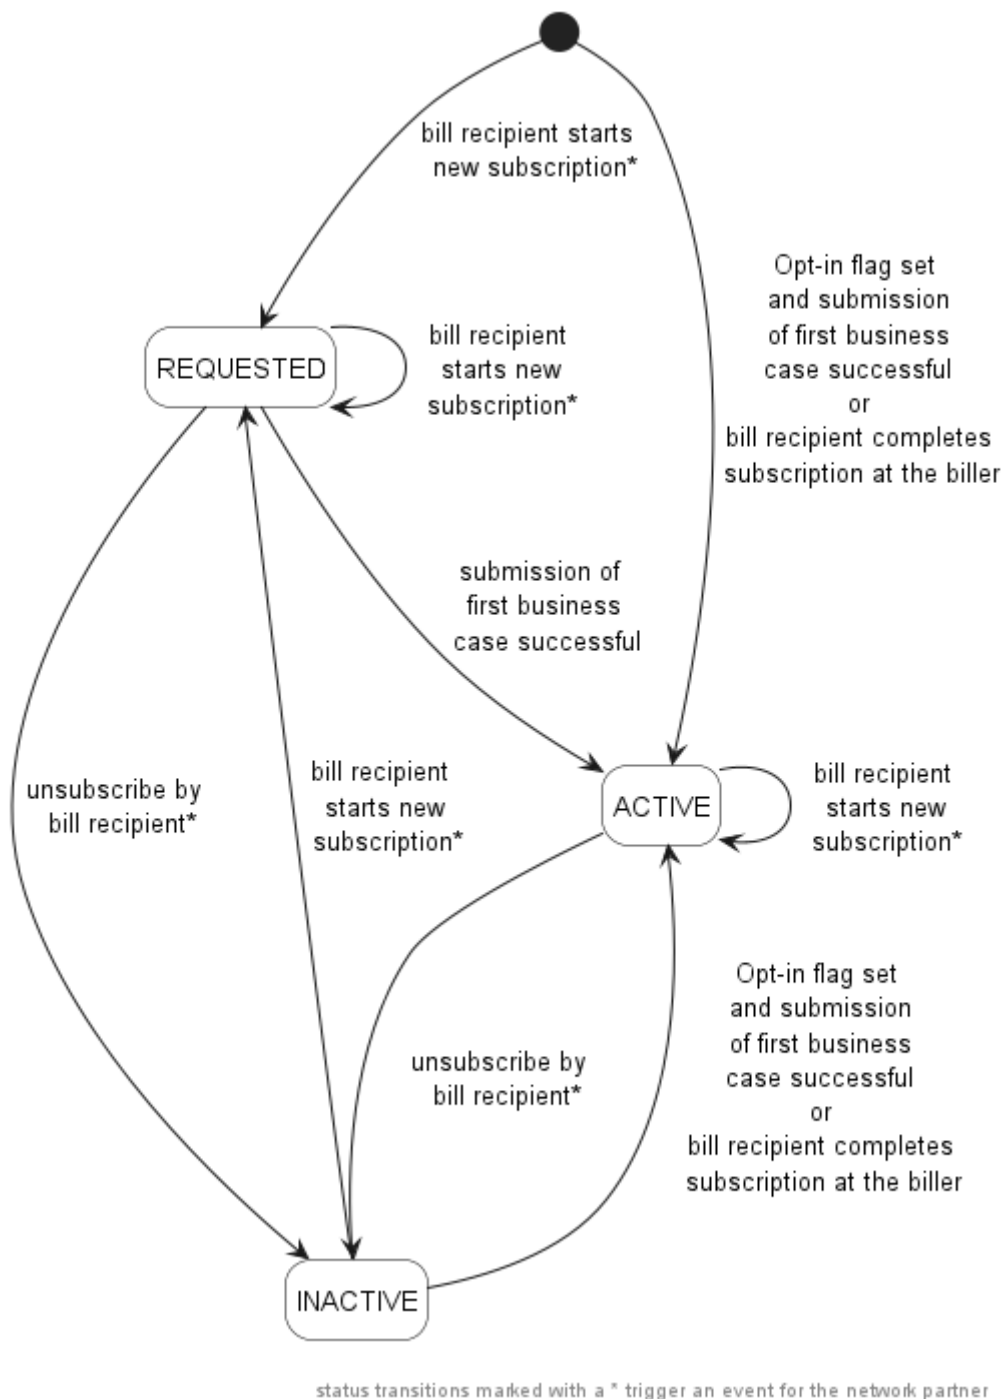 bill recipient starts
new subscription*
Opt-in flag set
and submission
of first business
case successful
or
bill recipient completes
subscription at the biller
REQUESTED
bill recipient
starts new
subscription*
submission of
first business
case successful
unsubscribe by
bill recipient*
bill recipient
starts new
subscription*
ACTIVE
bill recipient
starts new
subscription*
unsubscribe by
bill recipient*
Opt-in flag set
and submission
of first business
case successful
or
bill recipient completes
subscription at the biller
INACTIVE
status transitions marked with a * trigger an event for the network partner